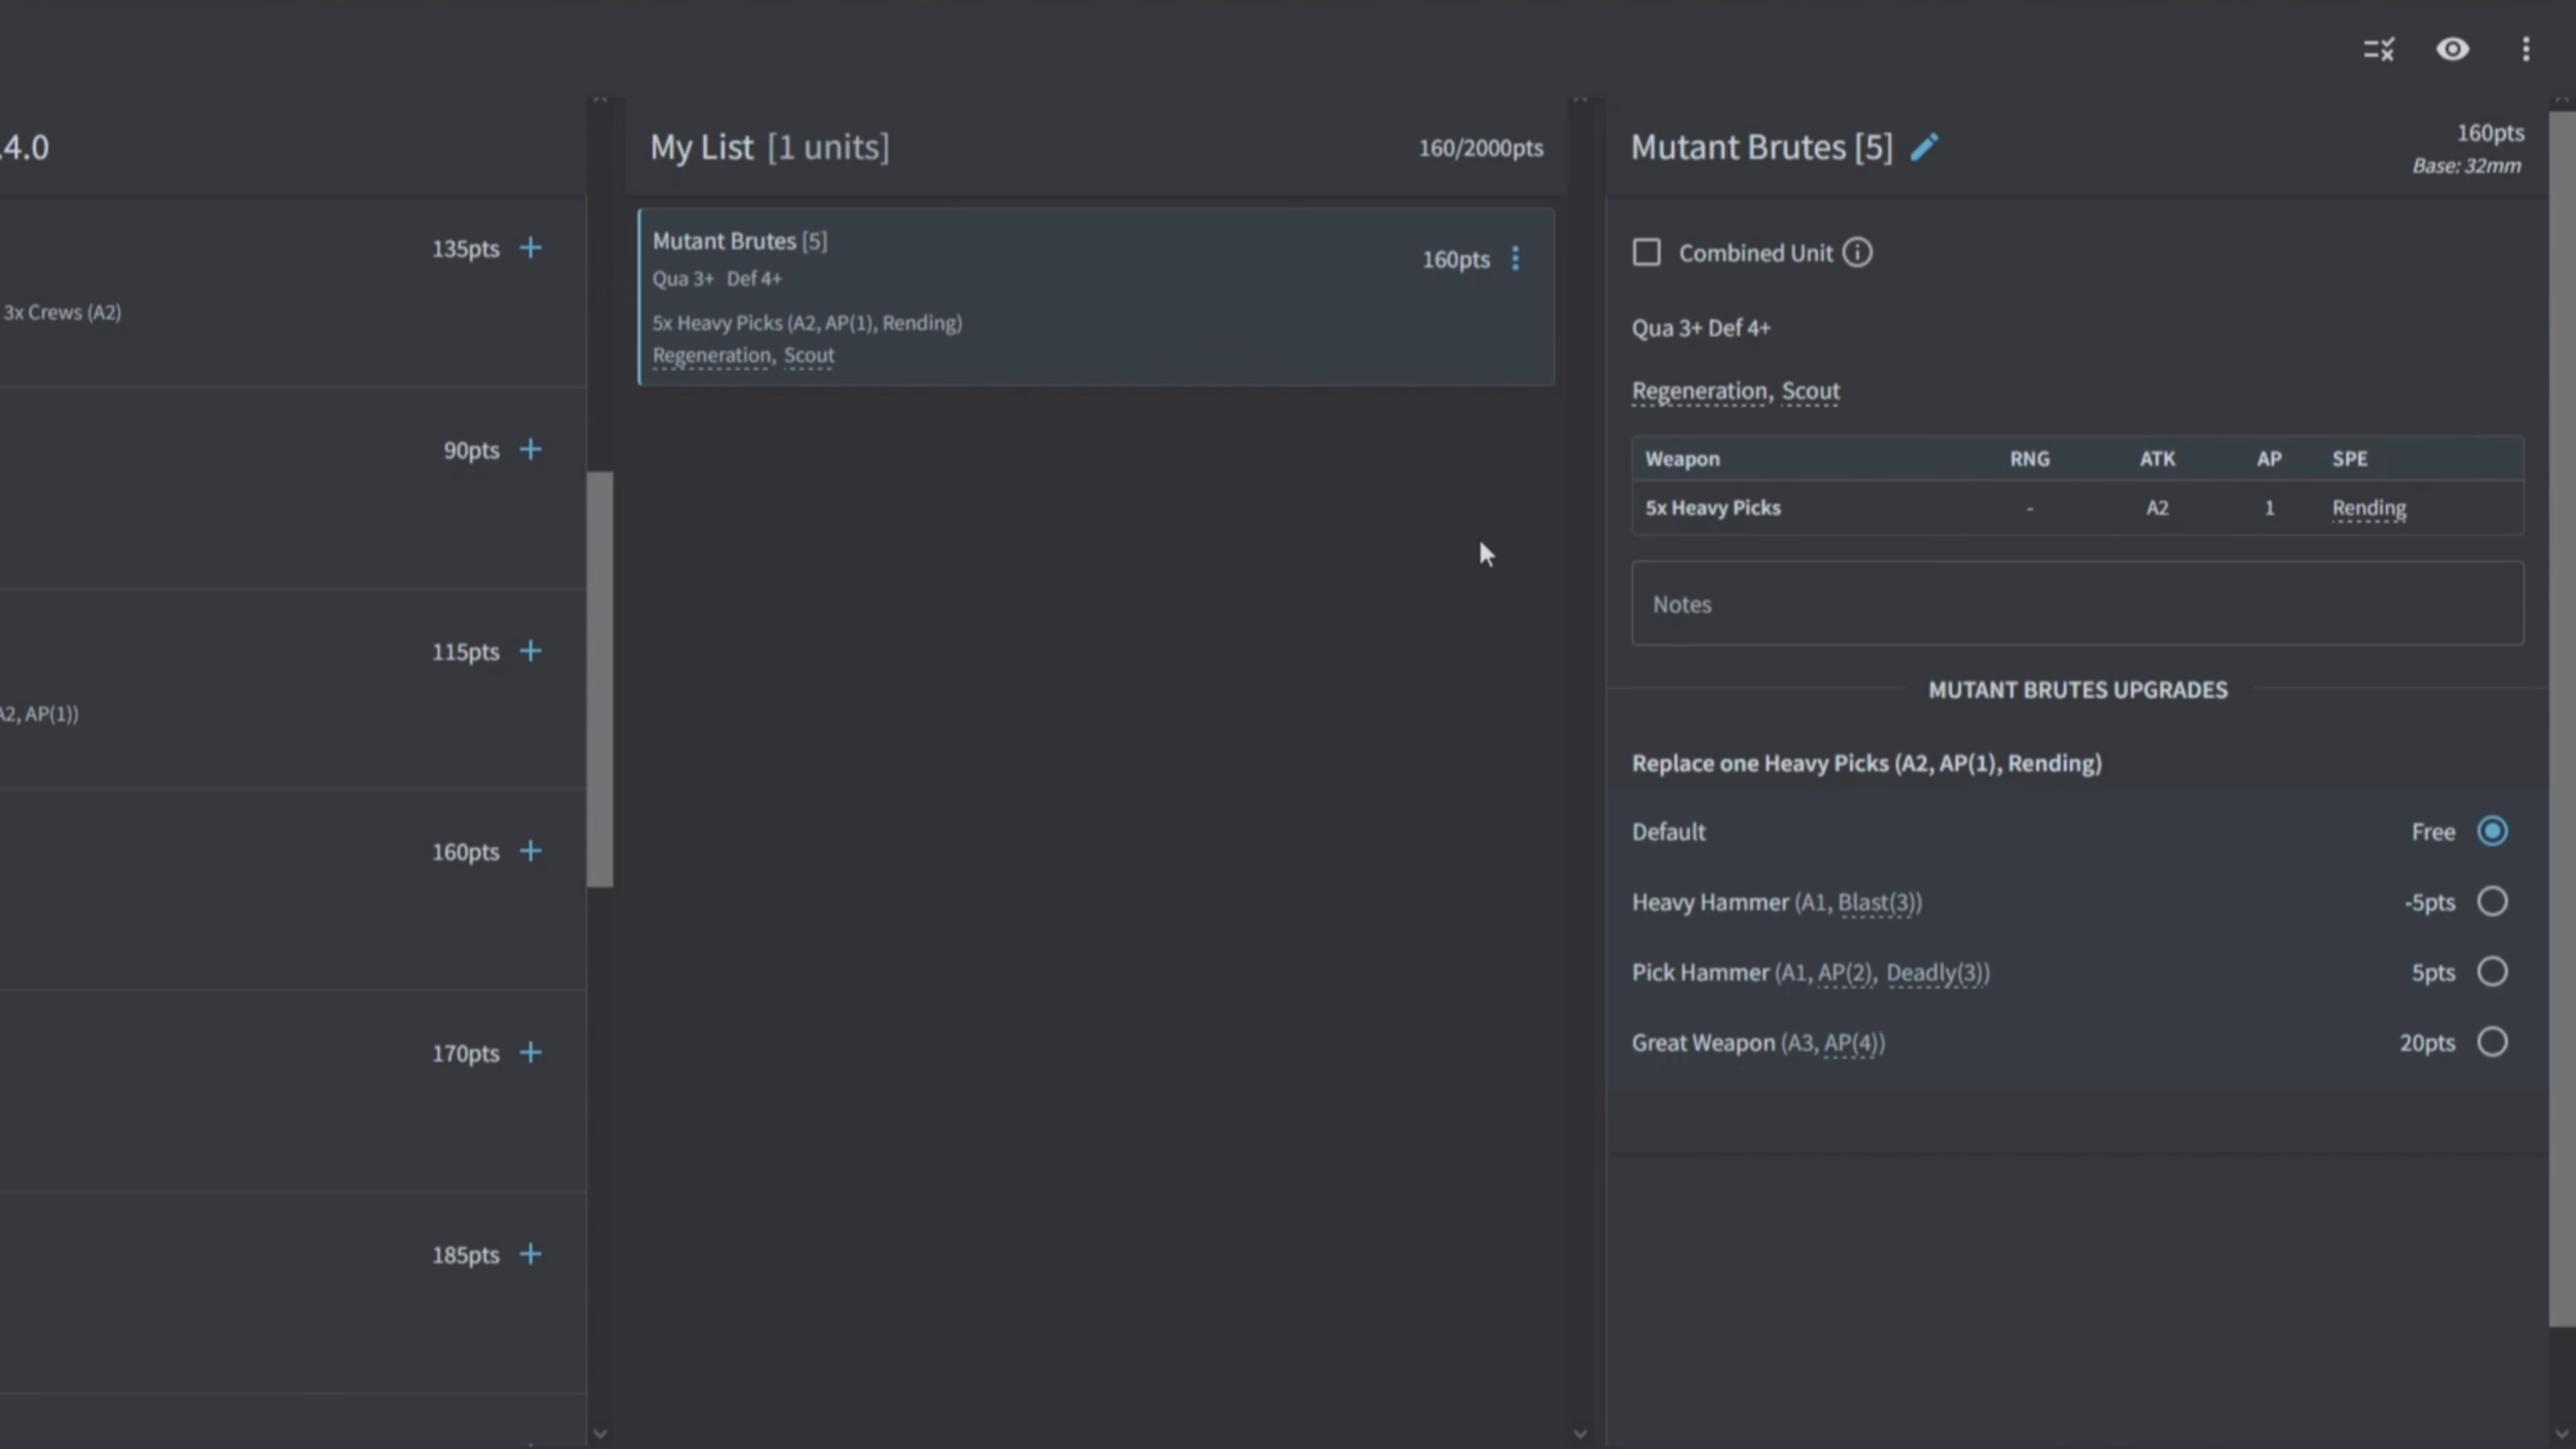 .4.0
135pts
3x Crews (A2)
90pts
115pts
A2, AP(1))
160pts
170pts
185pts
My List [1 units]
160/2000pts
Mutant Brutes [5]
Qua 3+ Def 4+
160pts
5x Heavy Picks (A2, AP(1), Rending)
Regeneration, Scout
Mutant Brutes [5]
160pts
Base: 32mm
Combined Unit
Qua 3+ Def 4+
Regeneration, Scout
Weapon RNG ATK AP SPE
5x Heavy Picks - A2 1 Rending
Notes
MUTANT BRUTES UPGRADES
Replace one Heavy Picks (A2, AP(1), Rending)
Default Free
Heavy Hammer (A1, Blast(3)) -5pts
Pick Hammer (A1, AP(2), Deadly(3)) 5pts
Great Weapon (A3, AP(4)) 20pts